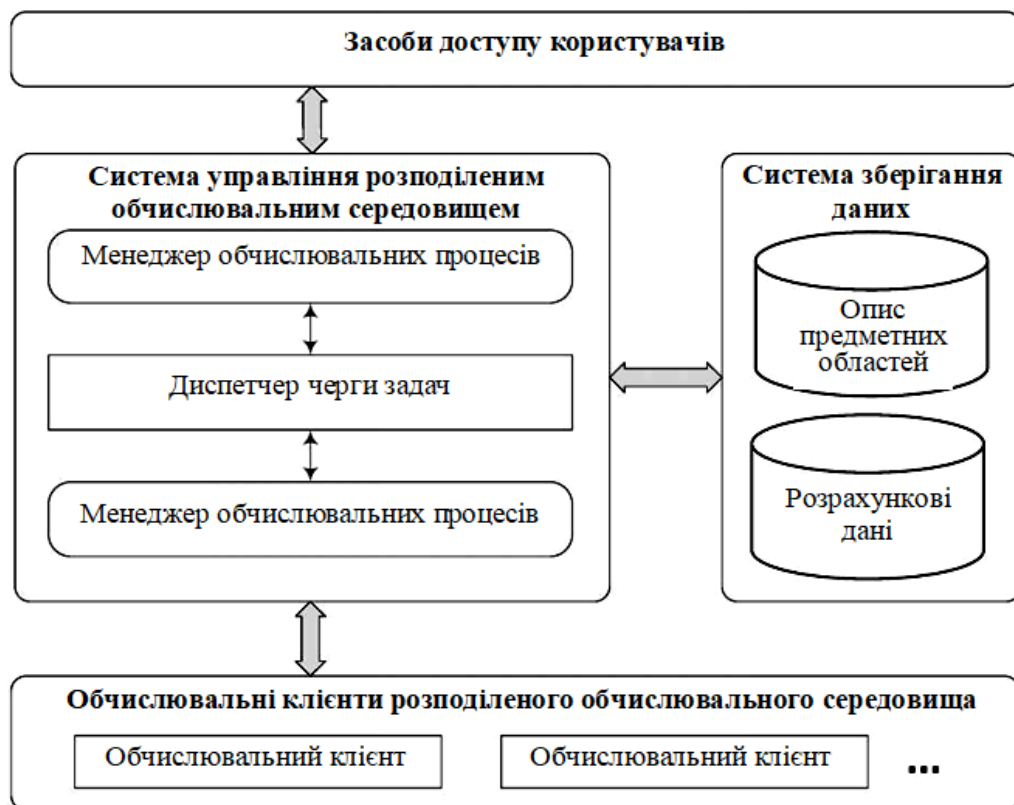 Засоби доступу користувачів
Система управління розподіленим
обчислювальним середовищем
Менеджер обчислювальних процесів
Диспетчер черги задач
Менеджер обчислювальних процесів
Система зберігання
даних
Опис
предметних
областей
Розрахункові
дані
Обчислювальні клієнти розподіленого обчислювального середовища
Обчислювальний клієнт
Обчислювальний клієнт
...